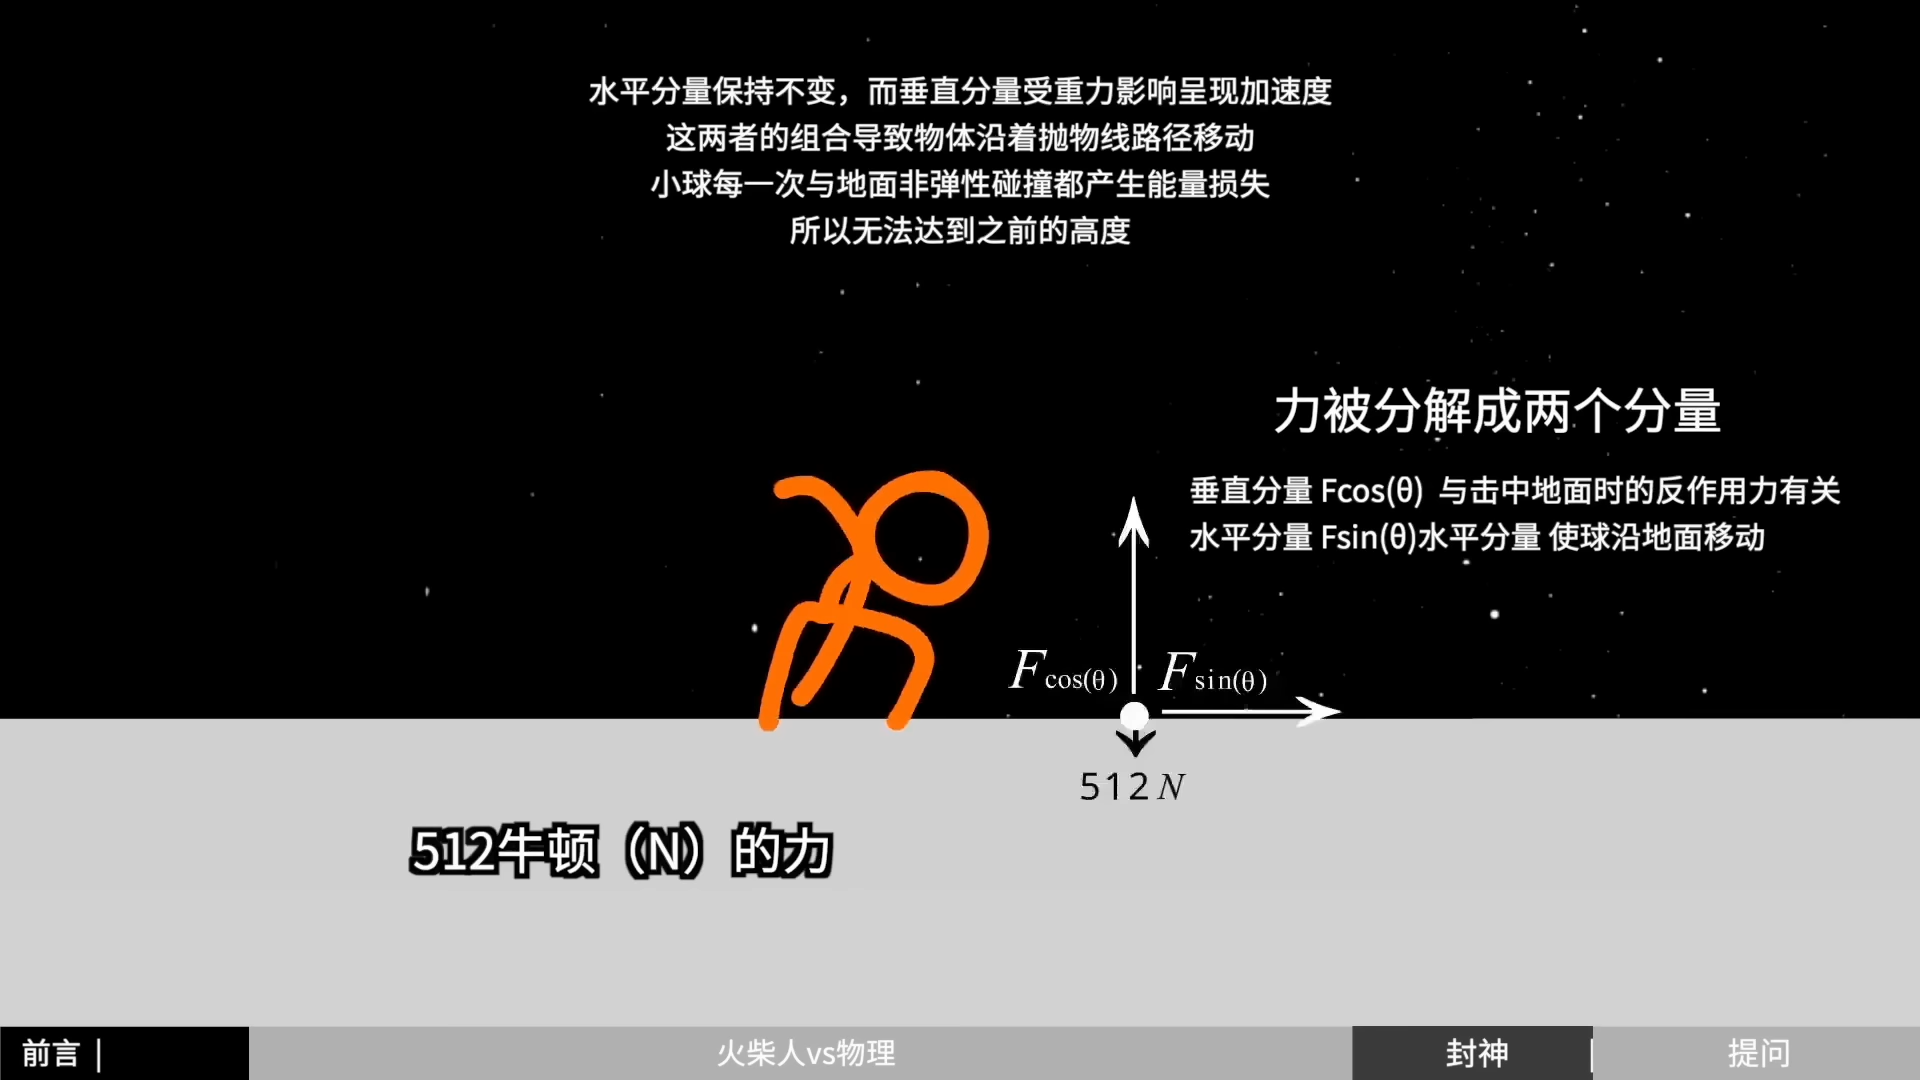 水平分量保持不变，而垂直分量受重力影响呈现加速度
这两者的组合导致物体沿着抛物线路径移动
小球每一次与地面非弹性碰撞都产生能量损失
所以无法达到之前的高度
力被分解成两个分量
垂直分量 Fcos(θ) 与击中地面时的反作用力有关
水平分量 Fsin(θ)水平分量 使球沿地面移动
Fcos(θ) Fsin(θ)
512 N
512牛顿（N）的力
前言 | 火柴人vs物理 封神 | 提问